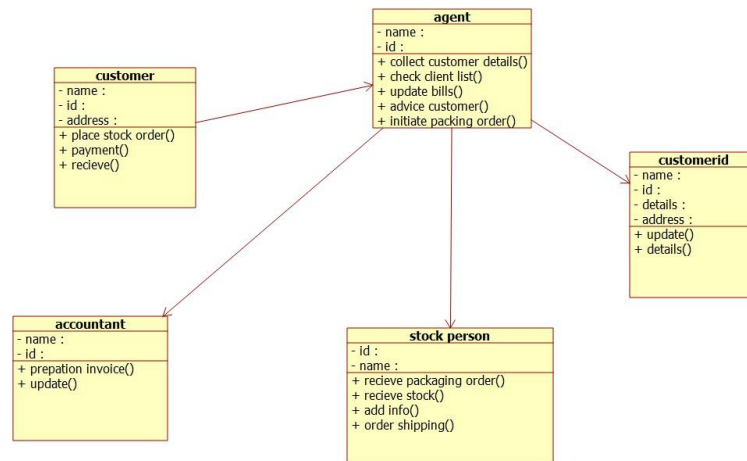 agent
- name :
- id :
+ collect customer details()
+ check client list()
+ update bills()
+ advice customer()
+ initiate packing order()
customer
- name :
- id :
- address :
+ place stock order()
+ payment()
+ recieve()
customerid
- name :
- id :
- details :
- address :
+ update()
+ details()
accountant
- name :
- id :
+ prepation invoice()
+ update()
stock person
- id :
- name :
+ recieve packaging order()
+ recieve stock()
+ add info()
+ order shipping()